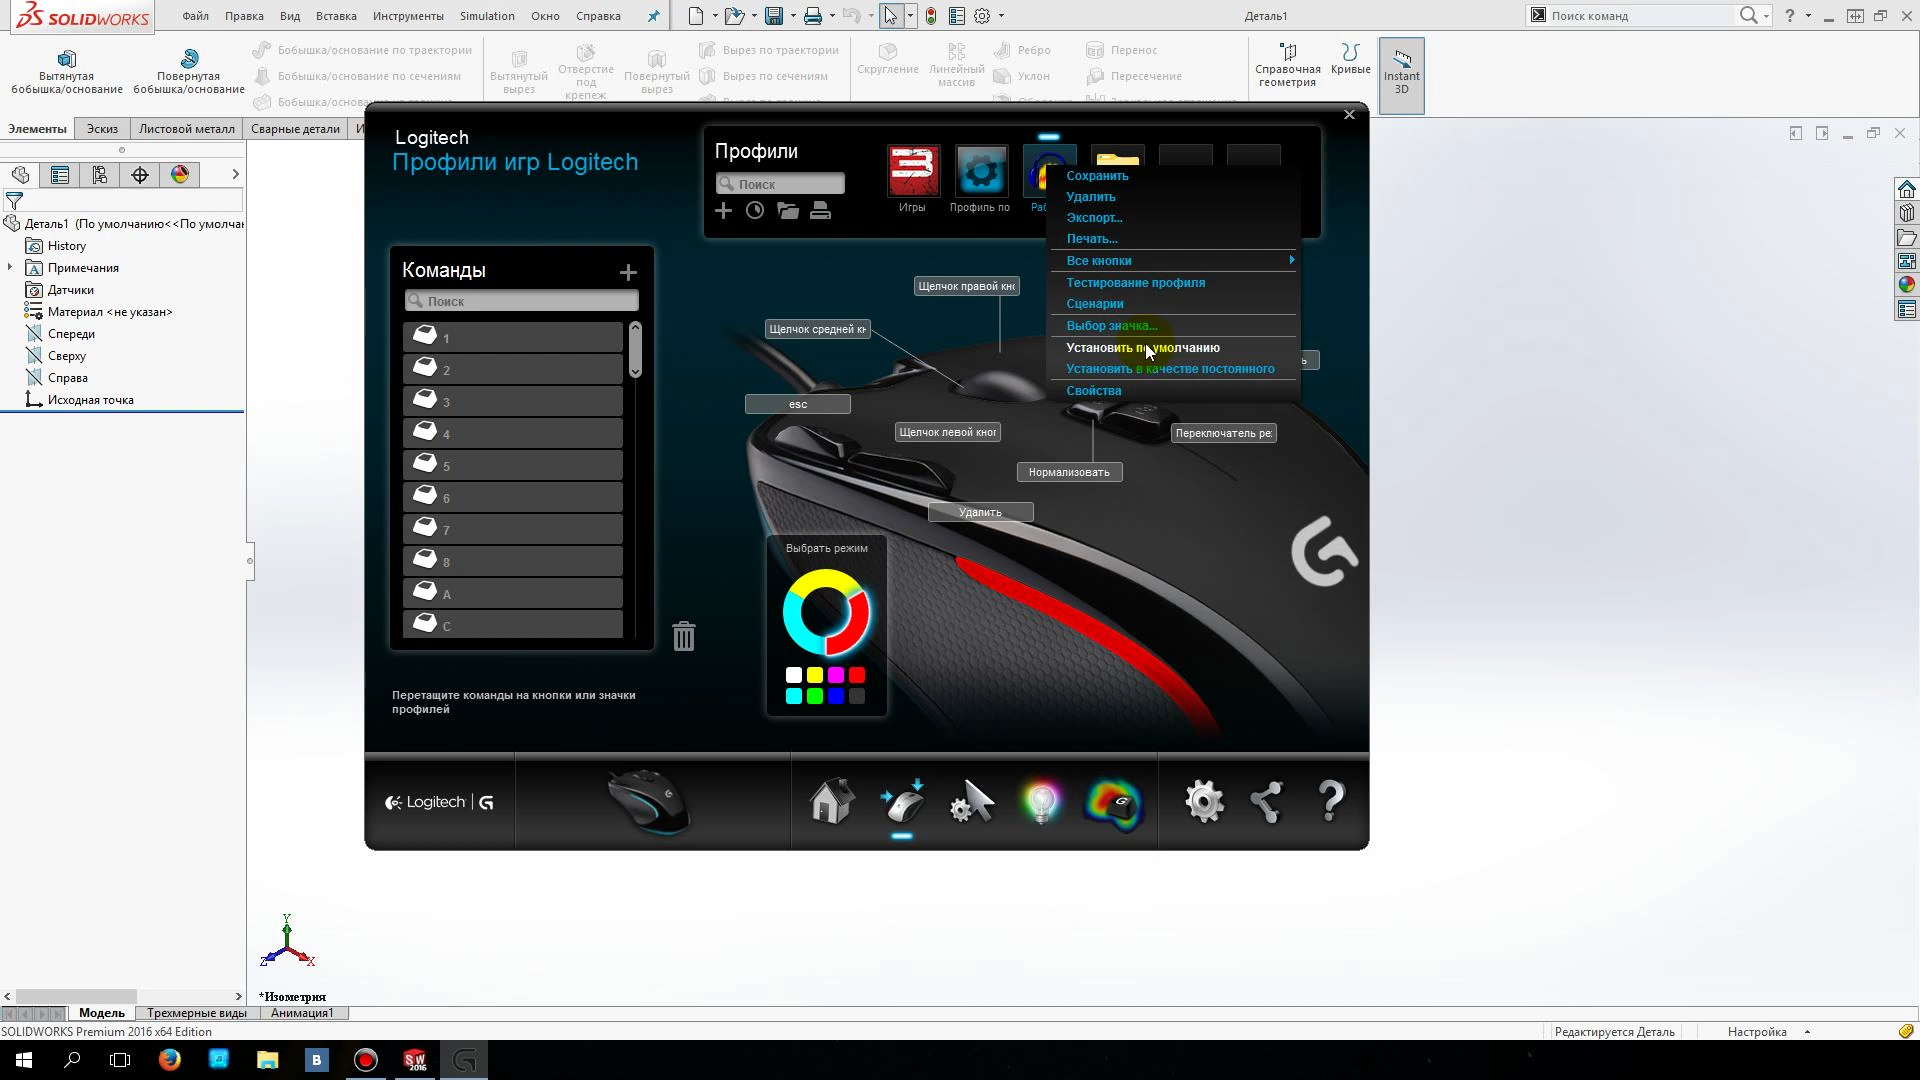 SOLIDWORKS
Файл Правка Вид Вставка Инструменты Simulation Окно Справка
Деталь1
Поиск команд
Вытянутая бобышка/основание
Повернутая бобышка/основание
Бобышка/основание по траектории
Бобышка/основание по сечениям
Вытянутый вырез
Отверстие под крепеж
Повернутый вырез
Вырез по траектории
Вырез по сечениям
Скругление
Линейный массив
Ребро
Уклон
Перенос
Пересечение
Справочная геометрия
Кривые
Instant 3D
Элементы Эскиз Листовой металл Сварные детали
Деталь1 (По умолчанию<<По умолчан
History
Примечания
Датчики
Материал <не указан>
Спереди
Сверху
Справа
Исходная точка
Logitech
Профили игр Logitech
Профили
Поиск
Игры
Профиль по
Раб
Сохранить
Удалить
Экспорт...
Печать...
Все кнопки
Тестирование профиля
Сценарии
Выбор значка...
Установить по умолчанию
Установить в качестве постоянного
Свойства
Команды
Поиск
1
2
3
4
5
6
7
8
A
C
Перетащите команды на кнопки или значки
профилей
Щелчок правой кнс
Щелчок средней кн
esc
Щелчок левой кног
Переключатель ре:
Нормализовать
Удалить
Выбрать режим
Logitech G
Y
Z
X
*Изометрия
Модель Трехмерные виды Анимация1
SOLIDWORKS Premium 2016 x64 Edition
Редактируется Деталь
Настройка
B
SW
2016